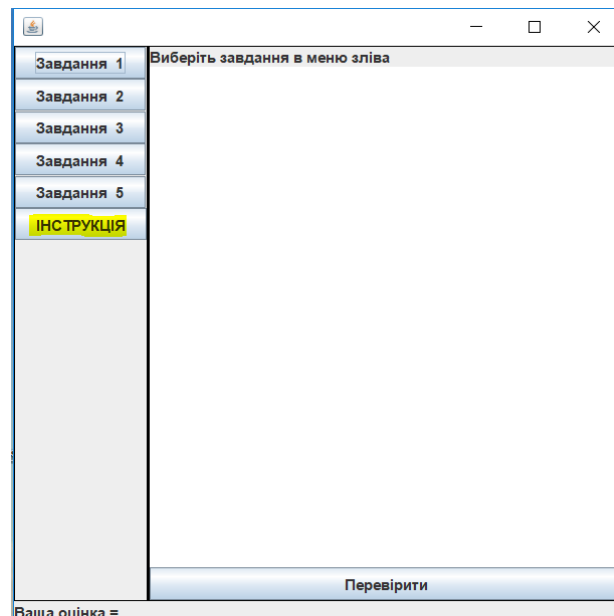 Завдання 1
Виберіть завдання в меню зліва
Завдання 2
Завдання 3
Завдання 4
Завдання 5
ІНСТРУКЦІЯ
Перевірити
Ваша оцінка =